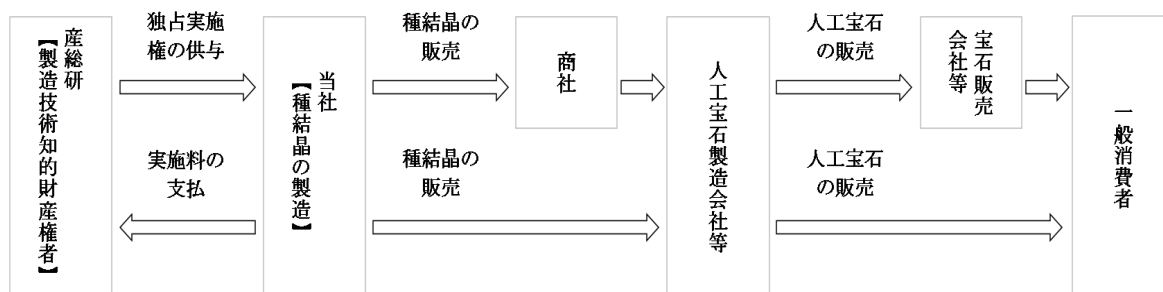 産総研
【製造技術知的財産権者】
独占実施
権の供与
実施料の
支払
当社
【種結晶の製造】
種結晶の
販売
種結晶の
販売
商社
人工宝石製造会社等
人工宝石
の販売
人工宝石
の販売
宝石販売
会社等
一般消費者